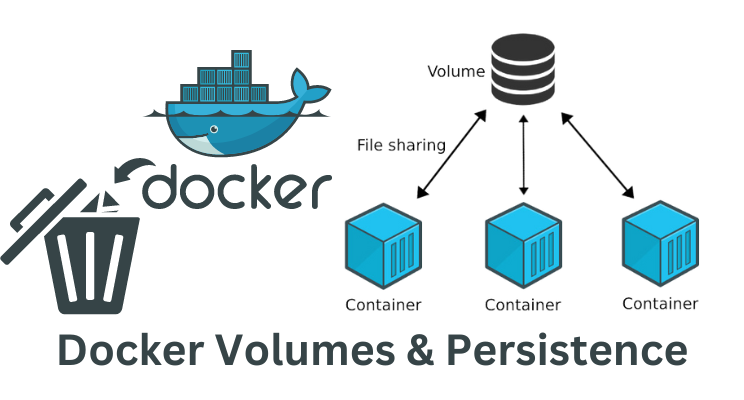 docker
Volume
File sharing
Container
Container
Container
Docker Volumes & Persistence